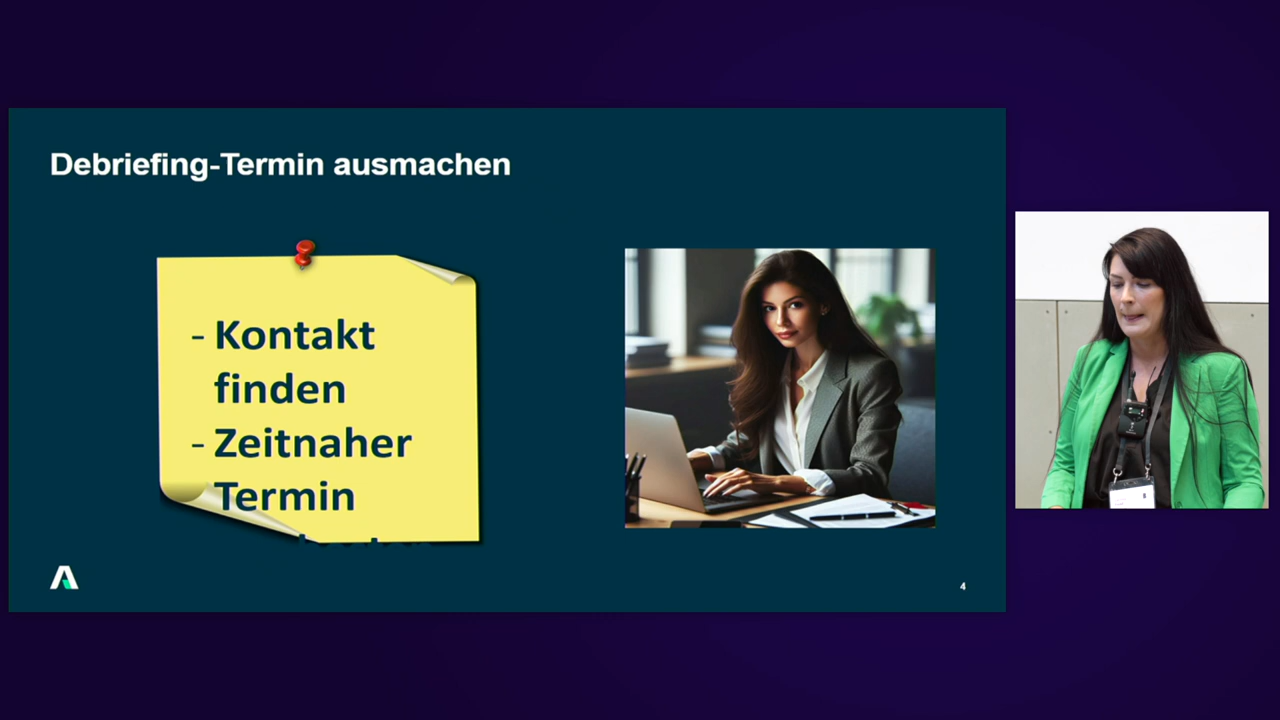 Debriefing-Termin ausmachen
- Kontakt
finden
- Zeitnaher
Termin
4